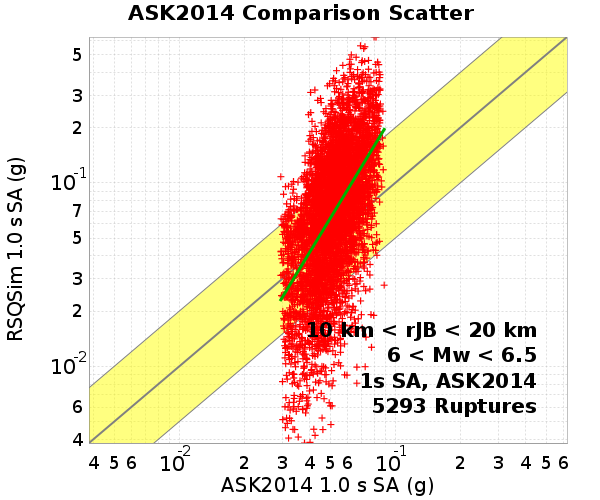 ASK2014 Comparison Scatter
RSQSim 1.0 s SA (g)
5
3
2
10-1
7
5
3
2
10-2
6
4
10 km < rJB < 20 km
6 < Mw < 6.5
1s SA, ASK2014
5293 Ruptures
4 5 6 10-2 2 3 4 5 6 10-1 2 3 4 5 6
ASK2014 1.0 s SA (g)